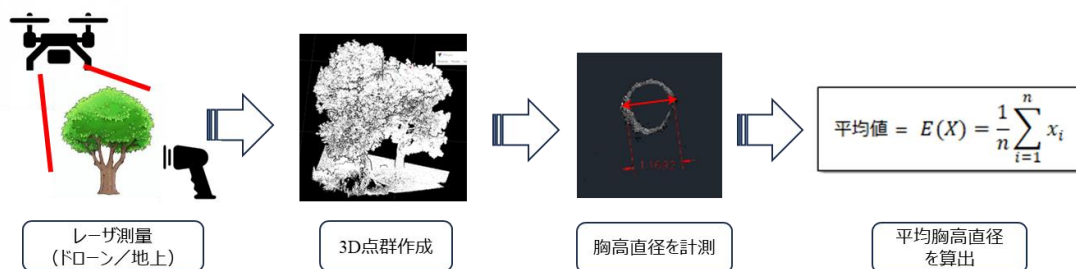 平均値 = E(X) = \frac{1}{n}\sum_{i=1}^{n} x_i
レーザ測量
(ドローン／地上)
3D点群作成
胸高直径を計測
平均胸高直径
を算出